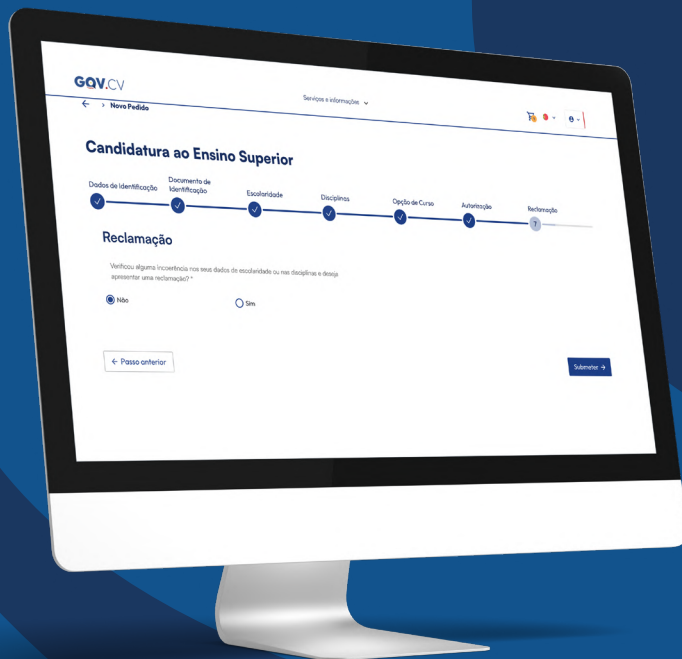 GOV.CV
Serviços e informações
Novo Pedido
Candidatura ao Ensino Superior
Dados de Identificação
Documento de
Identificação
Escolaridade
Disciplinas
Opção de Curso
Autorização
Reclamação
7
Reclamação
Verificou alguma incoerência nos seus dados de escolaridade ou nas disciplinas e deseja
apresentar uma reclamação? *
Não
Sim
← Passo anterior
Submeter →